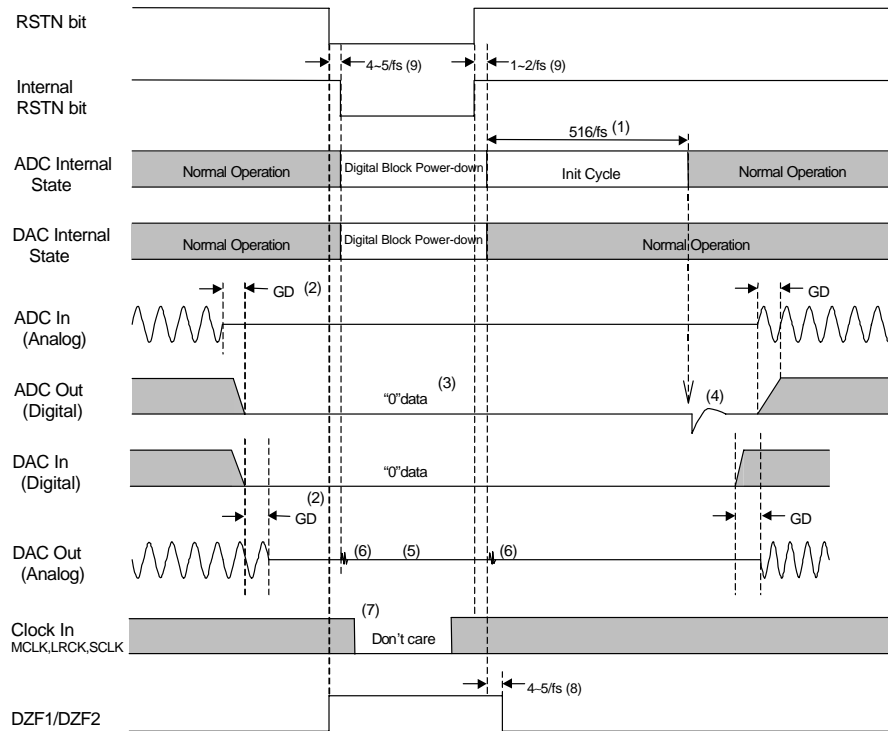 RSTN bit
4~5/fs (9)
1~2/fs (9)
Internal
RSTN bit
516/fs (1)
ADC Internal
State
Normal Operation
Digital Block Power-down
Init Cycle
Normal Operation
DAC Internal
State
Normal Operation
Digital Block Power-down
Normal Operation
GD (2)
GD
ADC In
(Analog)
ADC Out
(Digital)
“0”data (3)
(4)
DAC In
(Digital)
“0”data
(2)
GD
GD
DAC Out
(Analog)
(6)
(5)
(6)
(7)
Clock In
MCLK,LRCK,SCLK
Don’t care
4~5/fs (8)
DZF1/DZF2